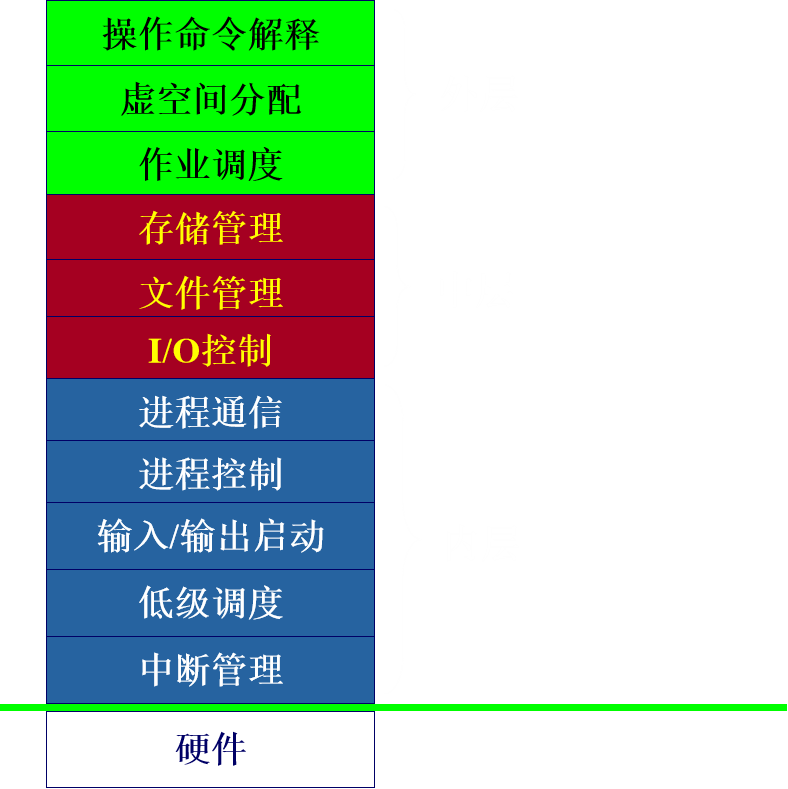 操作命令解释
虚空间分配
作业调度
存储管理
文件管理
I/O控制
进程通信
进程控制
输入/输出启动
低级调度
中断管理
硬件